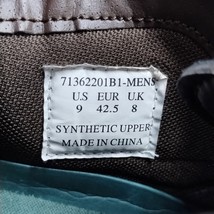 71362201B1-MENS
U.S EUR U.K
9 42.5 8
SYNTHETIC UPPER
MADE IN CHINA